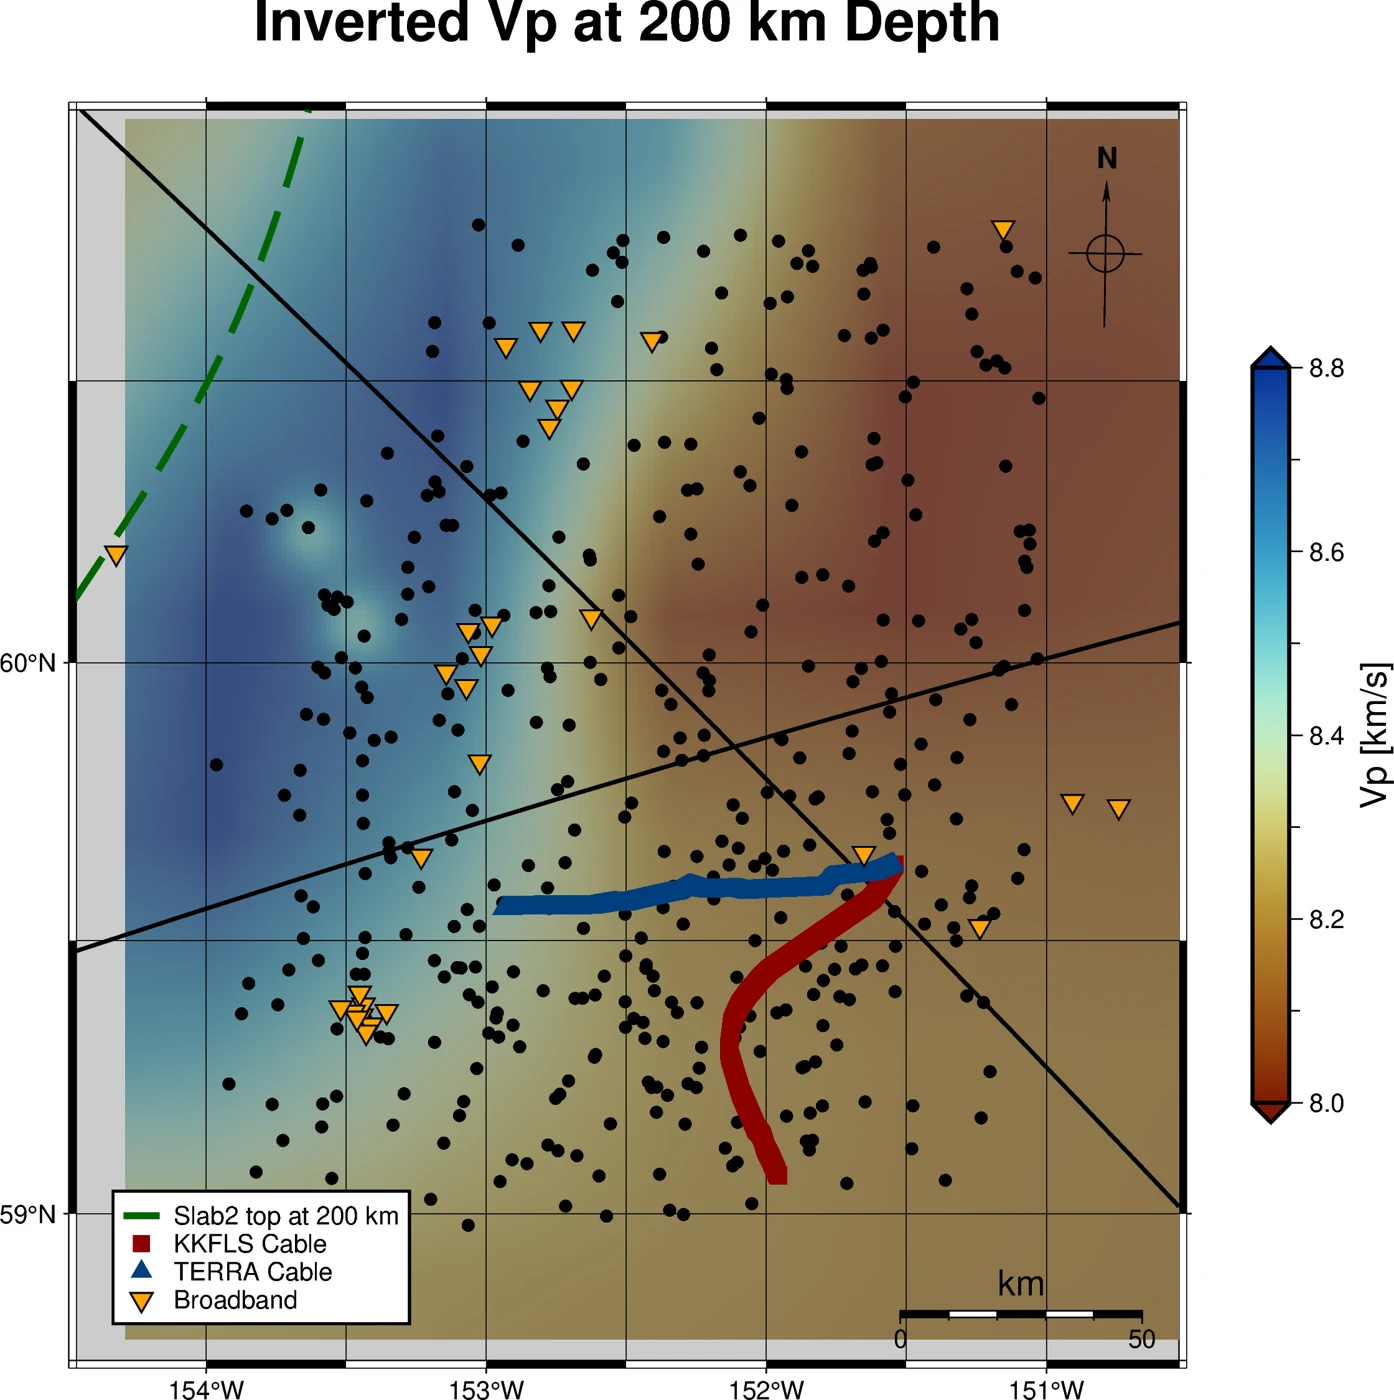 Inverted Vp at 200 km Depth
N
8.8
8.6
8.4
8.2
8.0
Vp [km/s]
60°N
59°N
Slab2 top at 200 km
KKFLS Cable
TERRA Cable
Broadband
km
0 50
154°W 153°W 152°W 151°W